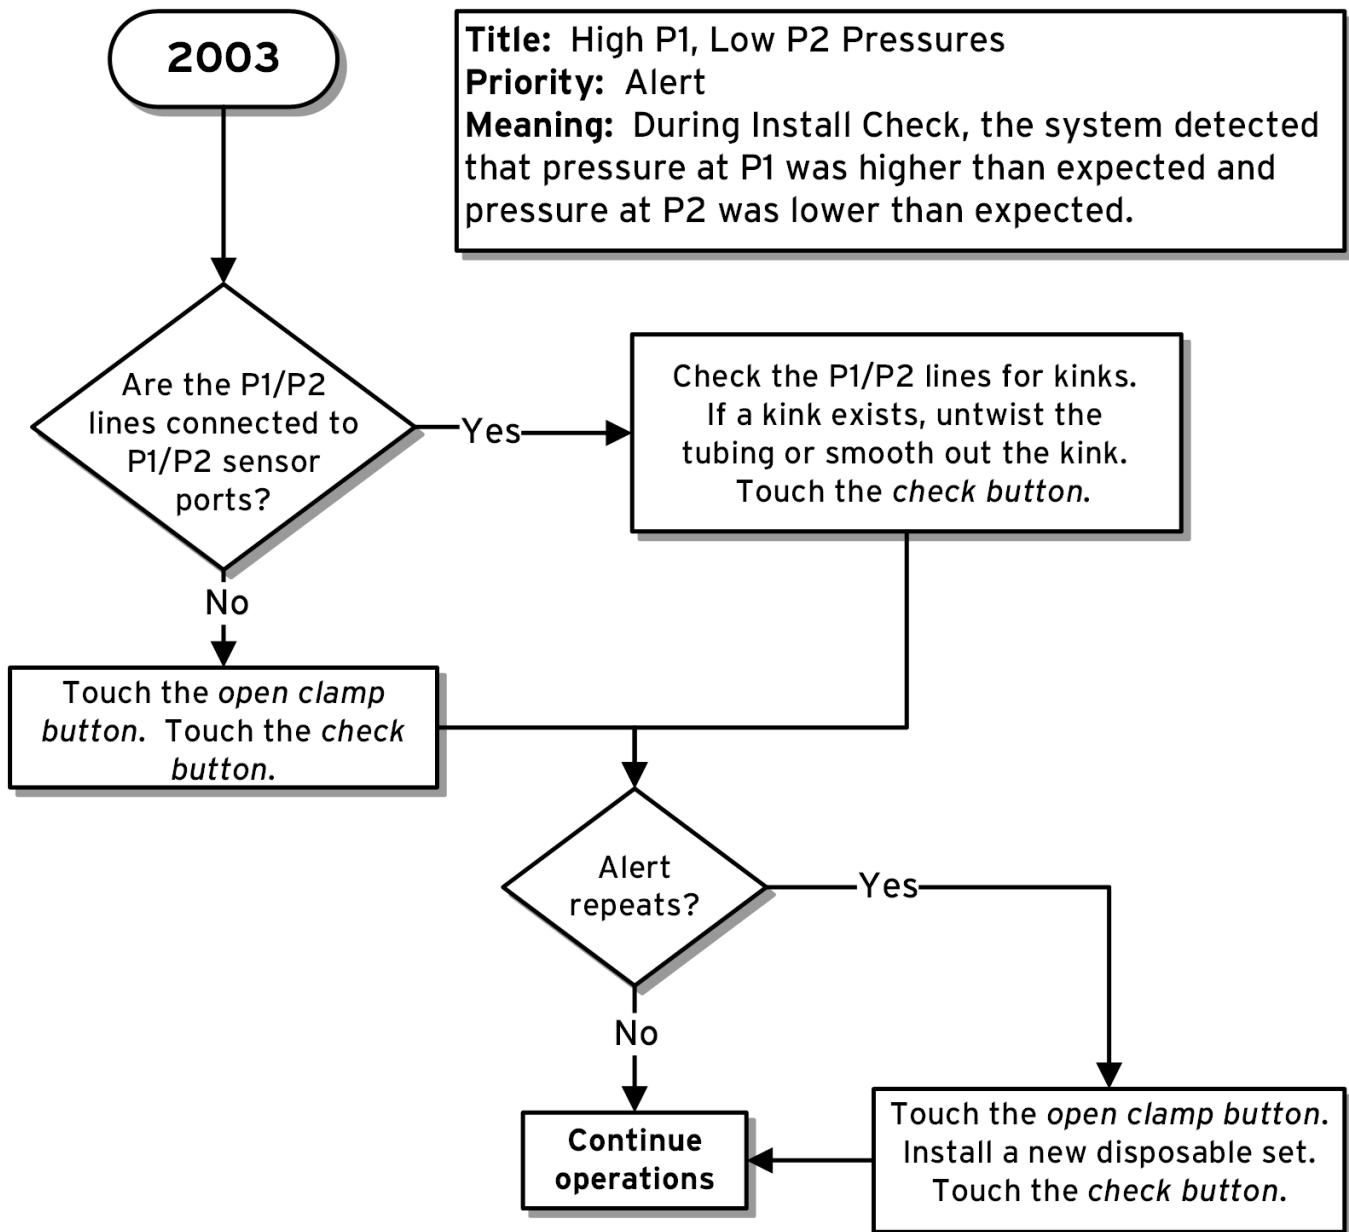 2003
Title: High P1, Low P2 Pressures
Priority: Alert
Meaning: During Install Check, the system detected
that pressure at P1 was higher than expected and
pressure at P2 was lower than expected.
Are the P1/P2
lines connected to
P1/P2 sensor
ports?
Yes
Check the P1/P2 lines for kinks.
If a kink exists, untwist the
tubing or smooth out the kink.
Touch the check button.
No
Touch the open clamp
button. Touch the check
button.
Alert
repeats?
Yes
No
Continue
operations
Touch the open clamp button.
Install a new disposable set.
Touch the check button.